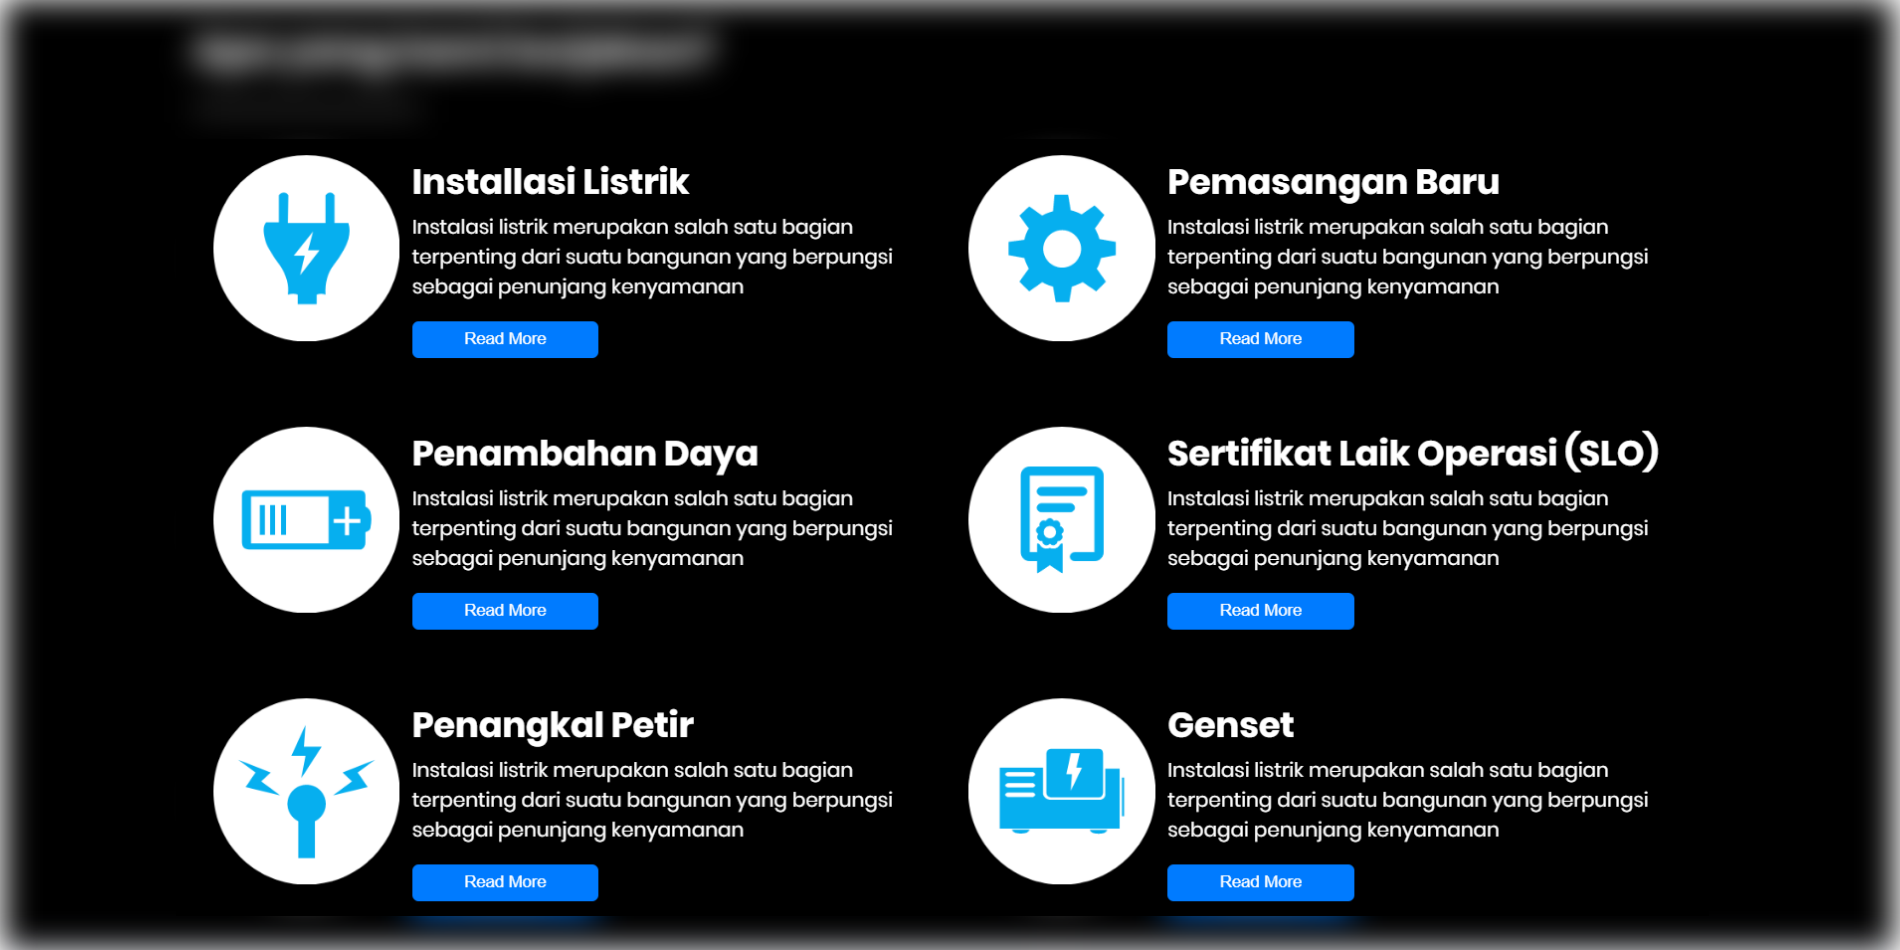 Installasi Listrik
Instalasi listrik merupakan salah satu bagian
terpenting dari suatu bangunan yang berpungsi
sebagai penunjang kenyamanan
Read More
Pemasangan Baru
Instalasi listrik merupakan salah satu bagian
terpenting dari suatu bangunan yang berpungsi
sebagai penunjang kenyamanan
Read More
Penambahan Daya
Instalasi listrik merupakan salah satu bagian
terpenting dari suatu bangunan yang berpungsi
sebagai penunjang kenyamanan
Read More
Sertifikat Laik Operasi (SLO)
Instalasi listrik merupakan salah satu bagian
terpenting dari suatu bangunan yang berpungsi
sebagai penunjang kenyamanan
Read More
Penangkal Petir
Instalasi listrik merupakan salah satu bagian
terpenting dari suatu bangunan yang berpungsi
sebagai penunjang kenyamanan
Read More
Genset
Instalasi listrik merupakan salah satu bagian
terpenting dari suatu bangunan yang berpungsi
sebagai penunjang kenyamanan
Read More